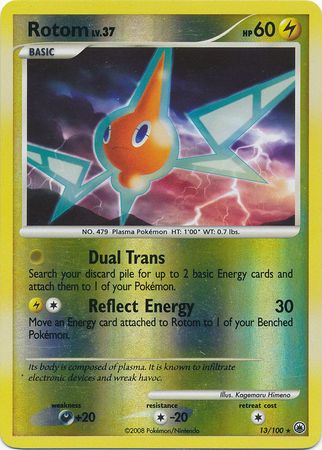 Rotom LV.37 HP 60
BASIC
NO. 479 Plasma Pokémon HT: 1'00" WT: 0.7 lbs.
Dual Trans
Search your discard pile for up to 2 basic Energy cards and
attach them to 1 of your Pokémon.
Reflect Energy 30
Move an Energy card attached to Rotom to 1 of your Benched
Pokémon.
Its body is composed of plasma. It is known to infiltrate
electronic devices and wreak havoc.
Illus. Kagemaru Himeno
weakness resistance retreat cost
+20 -20
©2008 Pokémon/Nintendo 13/100 ★